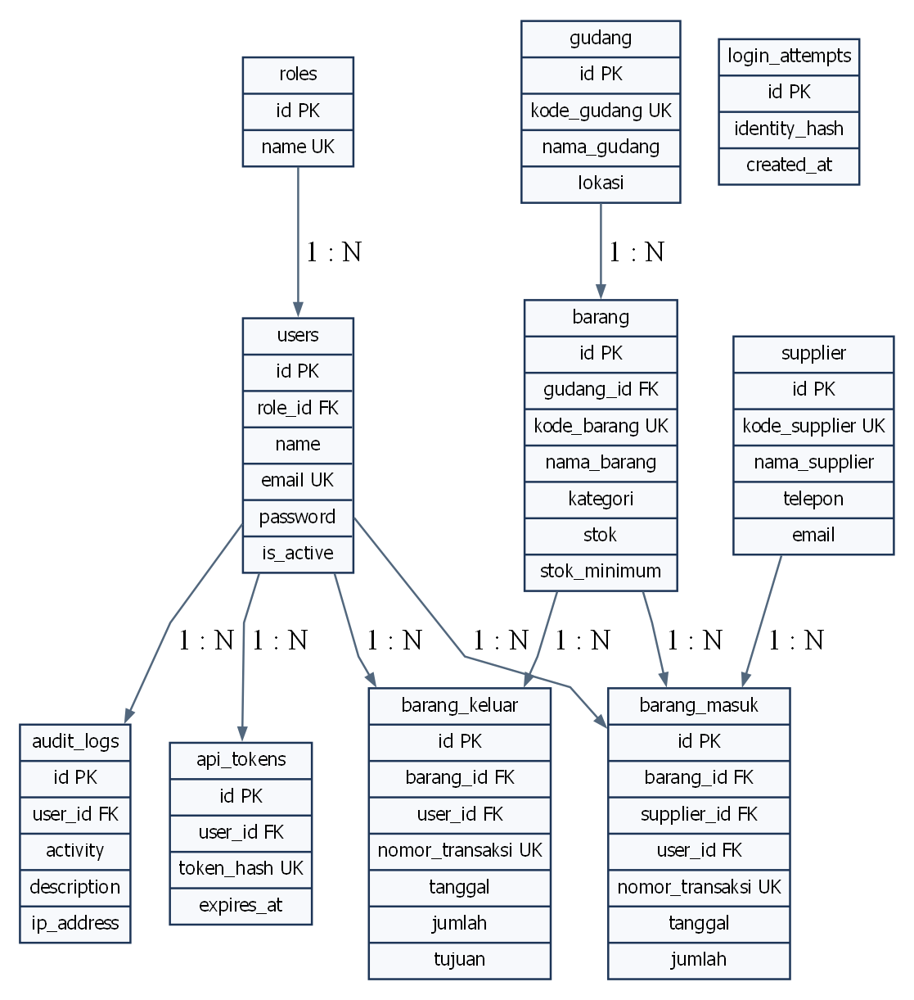 gudang
id PK
kode_gudang UK
nama_gudang
lokasi
login_attempts
id PK
identity_hash
created_at
roles
id PK
name UK
1 : N
1 : N
users
id PK
role_id FK
name
email UK
password
is_active
barang
id PK
gudang_id FK
kode_barang UK
nama_barang
kategori
stok
stok_minimum
supplier
id PK
kode_supplier UK
nama_supplier
telepon
email
1 : N
1 : N
1 : N
1 : N
1 : N
1 : N
1 : N
audit_logs
id PK
user_id FK
activity
description
ip_address
api_tokens
id PK
user_id FK
token_hash UK
expires_at
barang_keluar
id PK
barang_id FK
user_id FK
nomor_transaksi UK
tanggal
jumlah
tujuan
barang_masuk
id PK
barang_id FK
supplier_id FK
user_id FK
nomor_transaksi UK
tanggal
jumlah